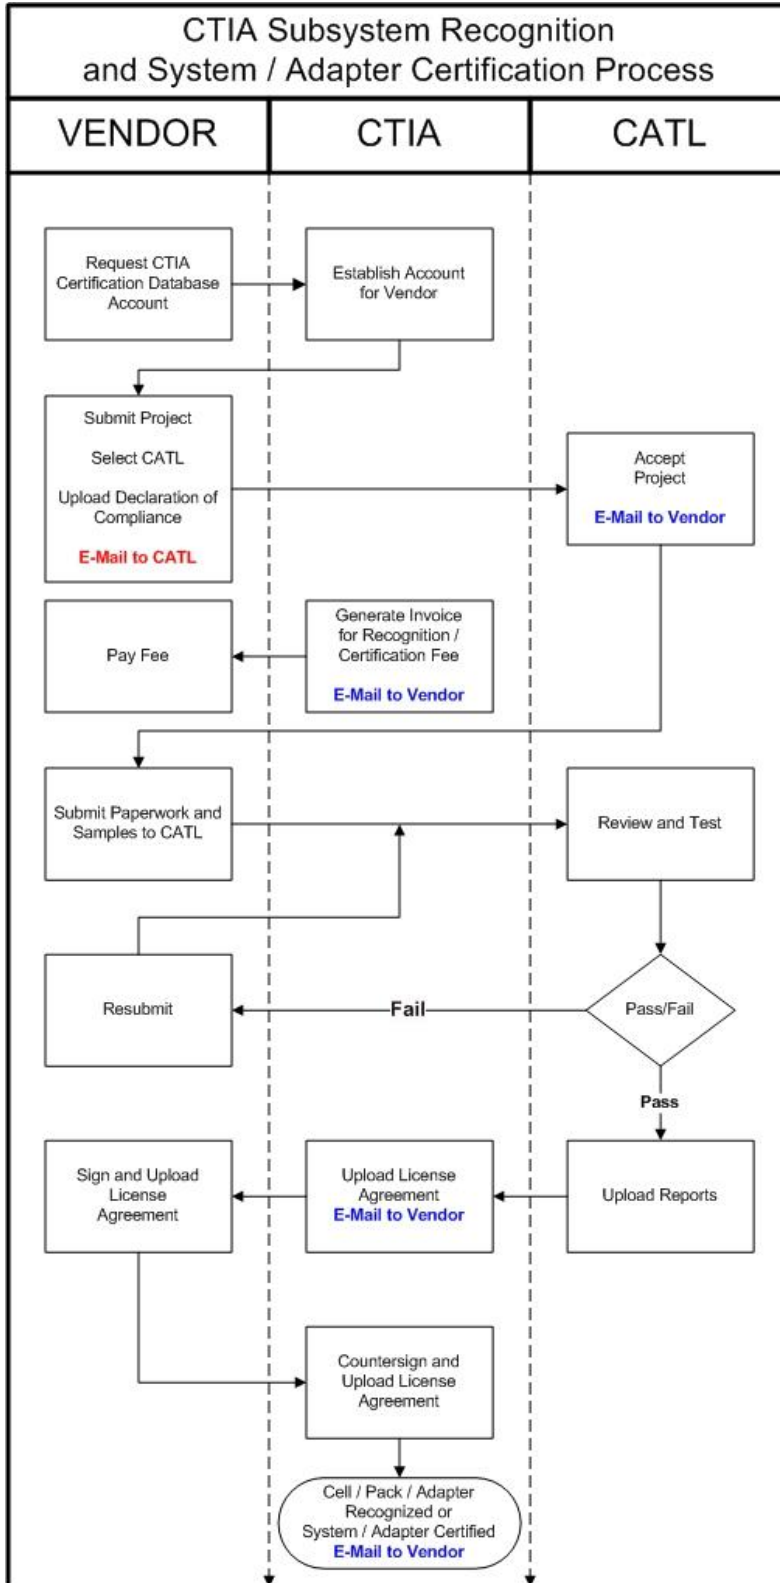 CTIA Subsystem Recognition
and System / Adapter Certification Process
VENDOR
CTIA
CATL
Request CTIA
Certification Database
Account
Establish Account
for Vendor
Submit Project
Select CATL
Upload Declaration of
Compliance
E-Mail to CATL
Accept
Project
E-Mail to Vendor
Pay Fee
Generate Invoice
for Recognition /
Certification Fee
E-Mail to Vendor
Submit Paperwork and
Samples to CATL
Review and Test
Resubmit
Fail
Pass/Fail
Pass
Sign and Upload
License
Agreement
Upload License
Agreement
E-Mail to Vendor
Upload Reports
Countersign and
Upload License
Agreement
Cell / Pack / Adapter
Recognized or
System / Adapter Certified
E-Mail to Vendor